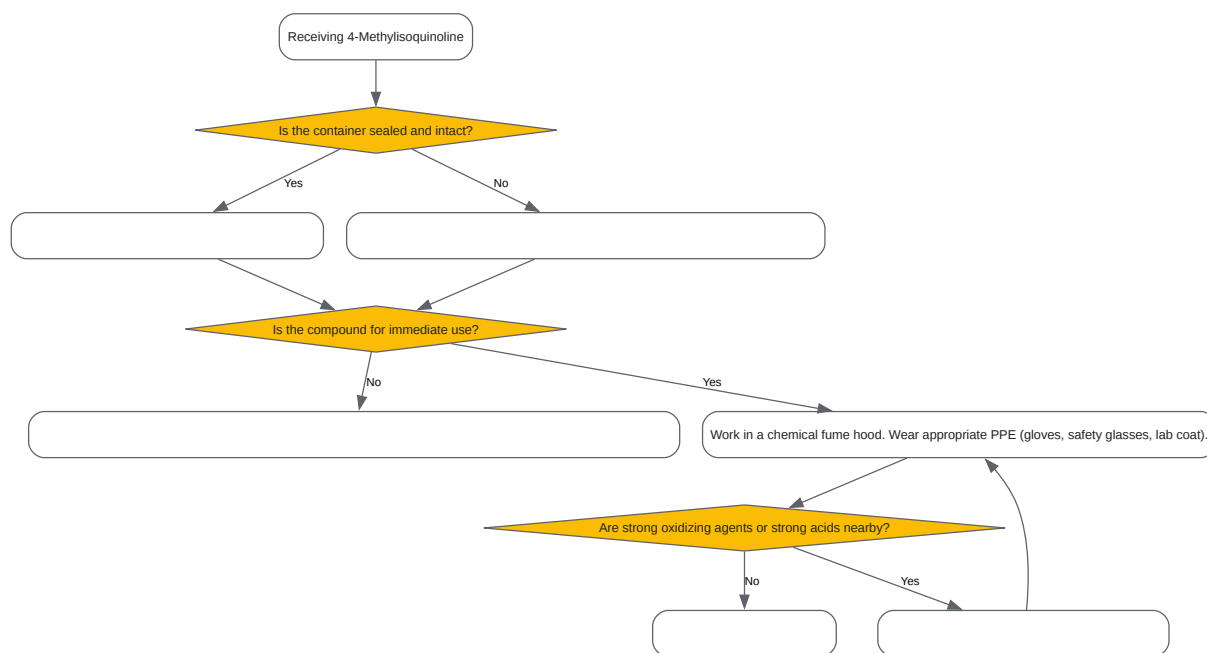 Receiving 4-Methylisoquinoline
Is the container sealed and intact?
Yes
No
Is the compound for immediate use?
No
Yes
Work in a chemical fume hood. Wear appropriate PPE (gloves, safety glasses, lab coat).
Are strong oxidizing agents or strong acids nearby?
No
Yes